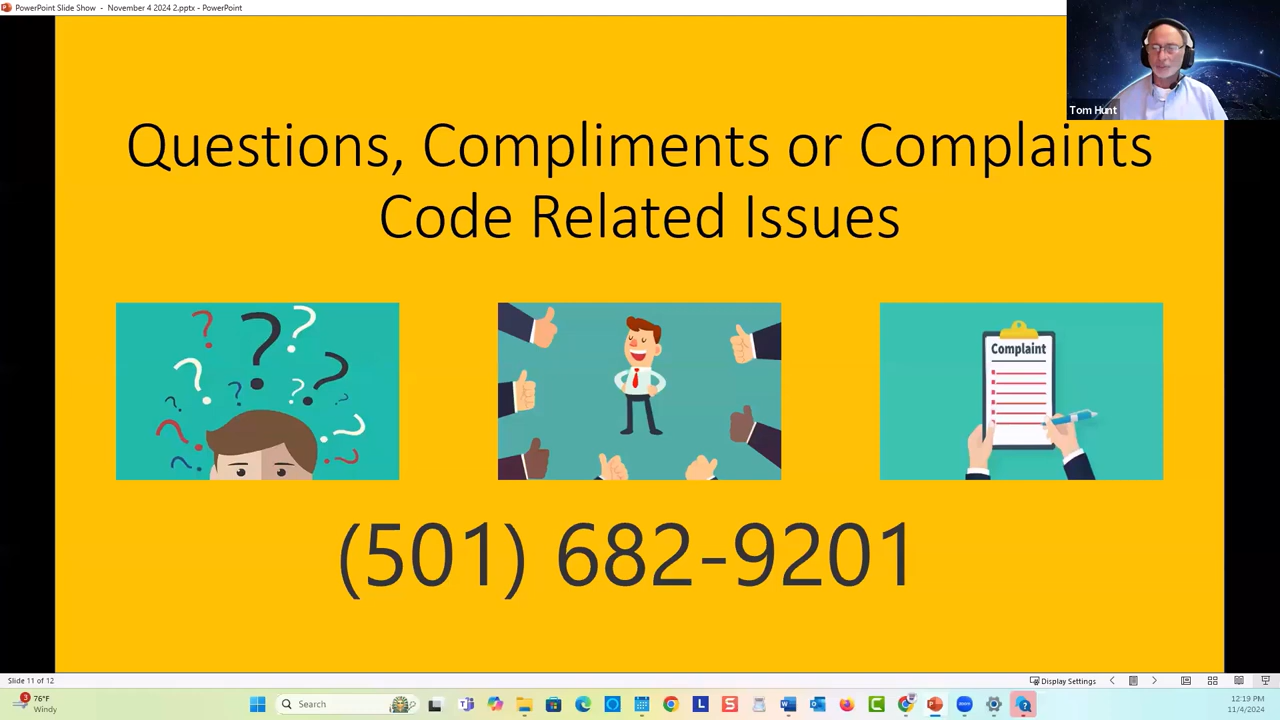 PowerPoint Slide Show - November 4 2024 2.pptx - PowerPoint
Tom Hunt
Questions, Compliments or Complaints
Code Related Issues
Complaint
(501) 682-9201
Slide 11 of 12
Display Settings
3
76°F
Windy
Search
12:19 PM
11/4/2024